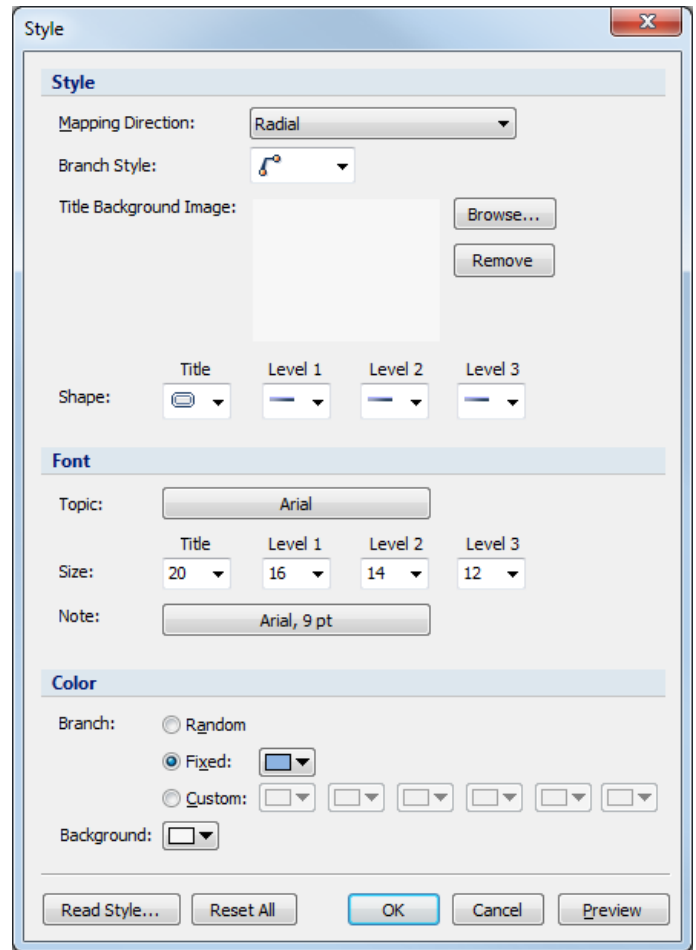 Style
Style
Mapping Direction: Radial
Branch Style:
Title Background Image: Browse...
Remove
Title Level 1 Level 2 Level 3
Shape:
Font
Topic: Arial
Title Level 1 Level 2 Level 3
Size: 20 16 14 12
Note: Arial, 9 pt
Color
Branch: Random
Fixed:
Custom:
Background:
Read Style... Reset All OK Cancel Preview